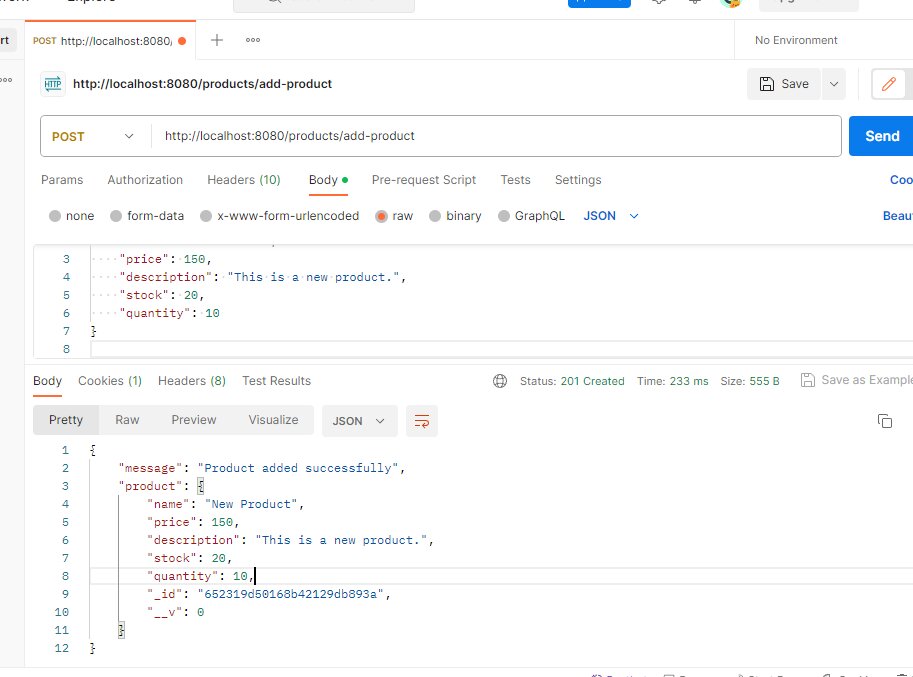 Explore
rt
POST http://localhost:8080/
No Environment
HTTP http://localhost:8080/products/add-product
Save
POST http://localhost:8080/products/add-product Send
Params Authorization Headers (10) Body Pre-request Script Tests Settings Coo
none form-data x-www-form-urlencoded raw binary GraphQL JSON Beau
3 "price": 150,
4 "description": "This is a new product.",
5 "stock": 20,
6 "quantity": 10
7 }
8
Body Cookies (1) Headers (8) Test Results Status: 201 Created Time: 233 ms Size: 555 B Save as Example
Pretty Raw Preview Visualize JSON
1 {
2 "message": "Product added successfully",
3 "product": {
4 "name": "New Product",
5 "price": 150,
6 "description": "This is a new product.",
7 "stock": 20,
8 "quantity": 10,
9 "_id": "652319d50168b42129db893a",
10 "__v": 0
11 }
12 }